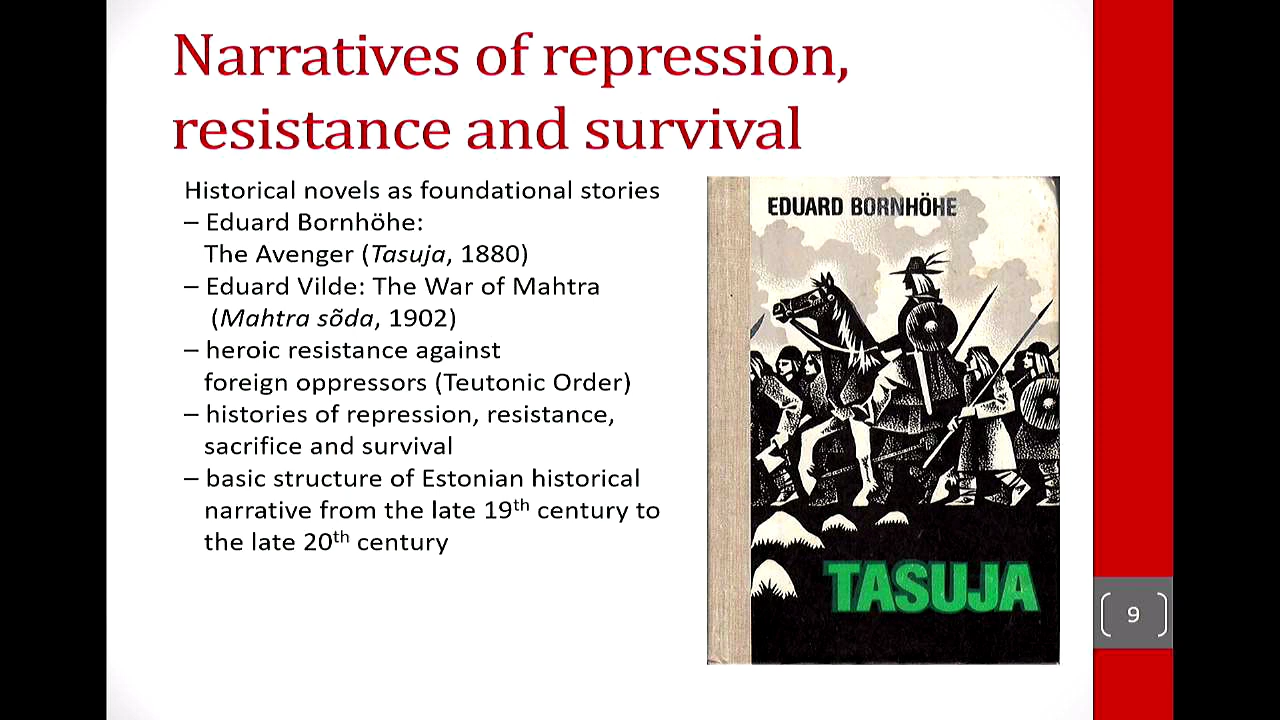 Narratives of repression,
resistance and survival
Historical novels as foundational stories
– Eduard Bornhöhe:
The Avenger (Tasuja, 1880)
– Eduard Vilde: The War of Mahtra
(Mahtra sõda, 1902)
– heroic resistance against
foreign oppressors (Teutonic Order)
– histories of repression, resistance,
sacrifice and survival
– basic structure of Estonian historical
narrative from the late 19th century to
the late 20th century
EDUARD BORNHÖHE
TASUJA
9